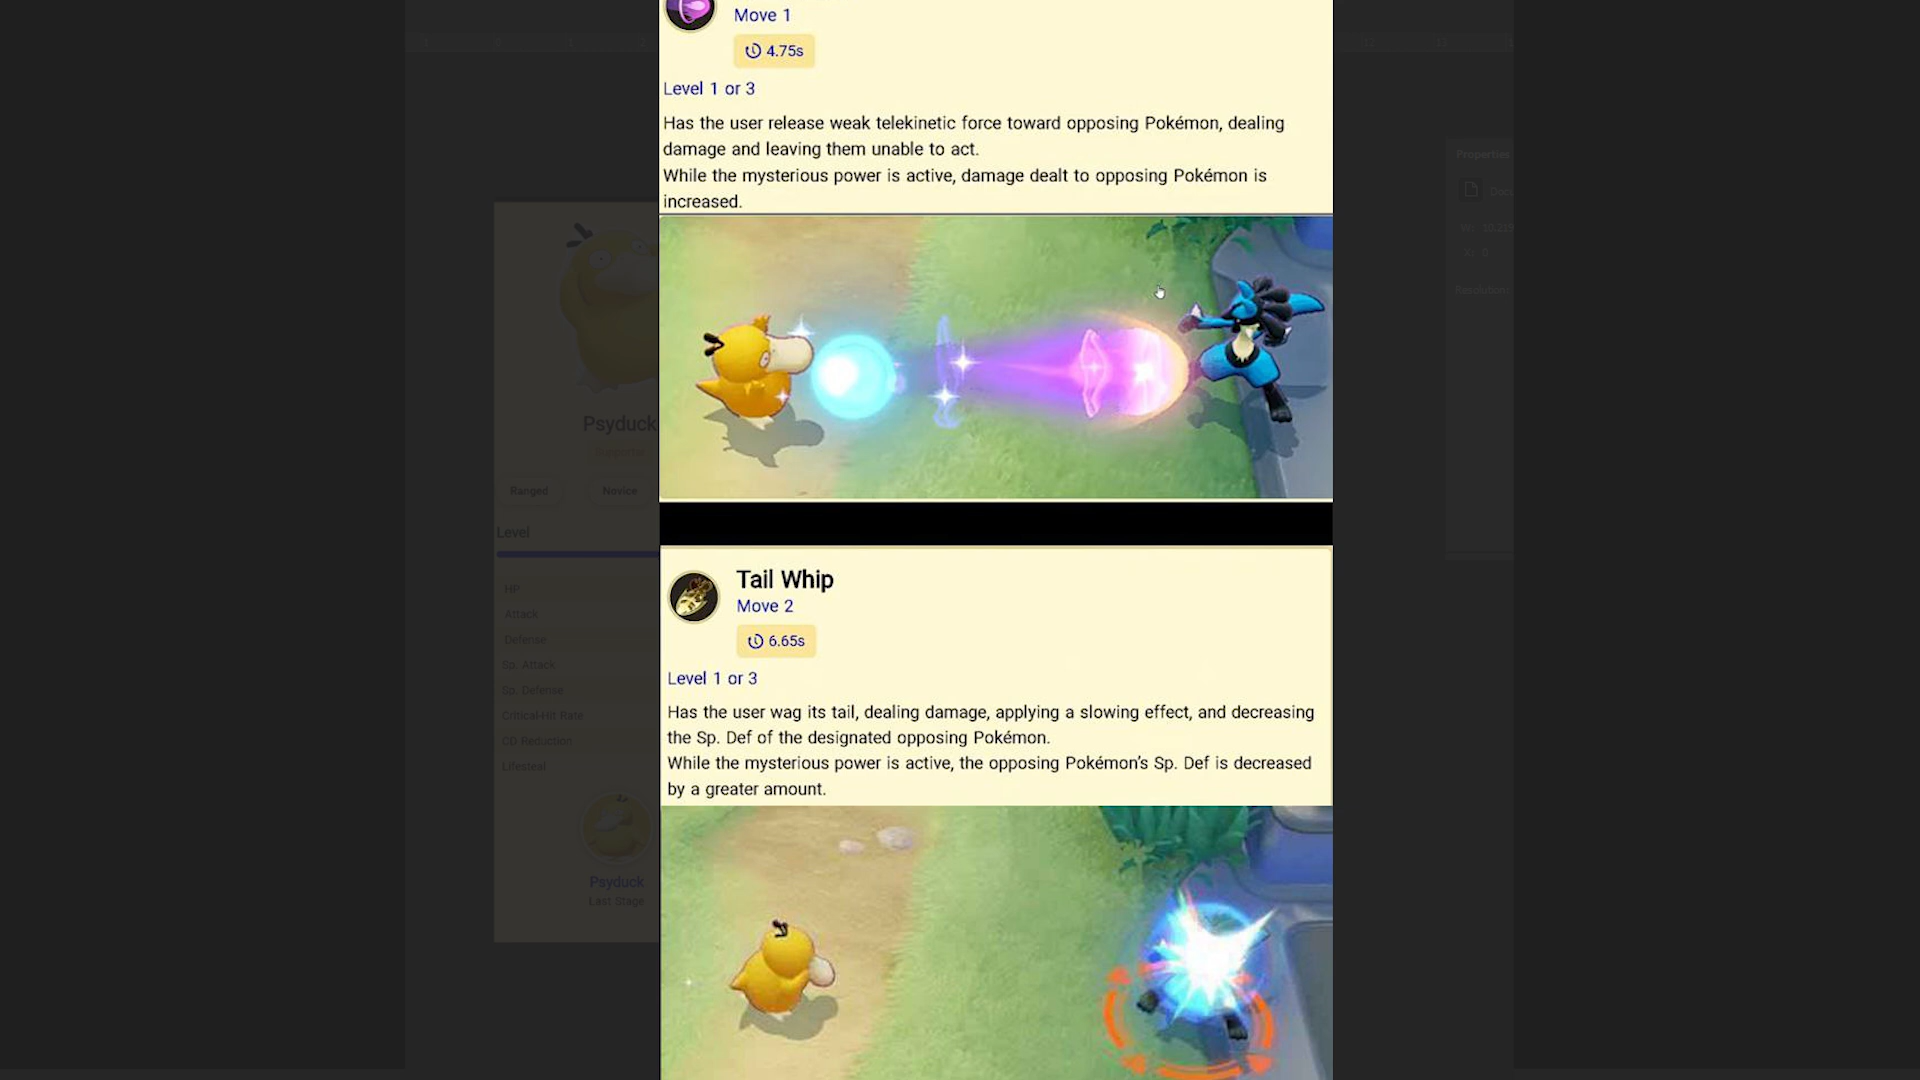 Move 1
4.75s
Level 1 or 3
Has the user release weak telekinetic force toward opposing Pokémon, dealing
damage and leaving them unable to act.
While the mysterious power is active, damage dealt to opposing Pokémon is
increased.
Tail Whip
Move 2
6.65s
Level 1 or 3
Has the user wag its tail, dealing damage, applying a slowing effect, and decreasing
the Sp. Def of the designated opposing Pokémon.
While the mysterious power is active, the opposing Pokémon's Sp. Def is decreased
by a greater amount.
Psyduck
Supporter
Ranged
Novice
Level
HP
Attack
Defense
Sp. Attack
Sp. Defense
Critical-Hit Rate
CD Reduction
Lifesteal
Psyduck
Last Stage
Properties